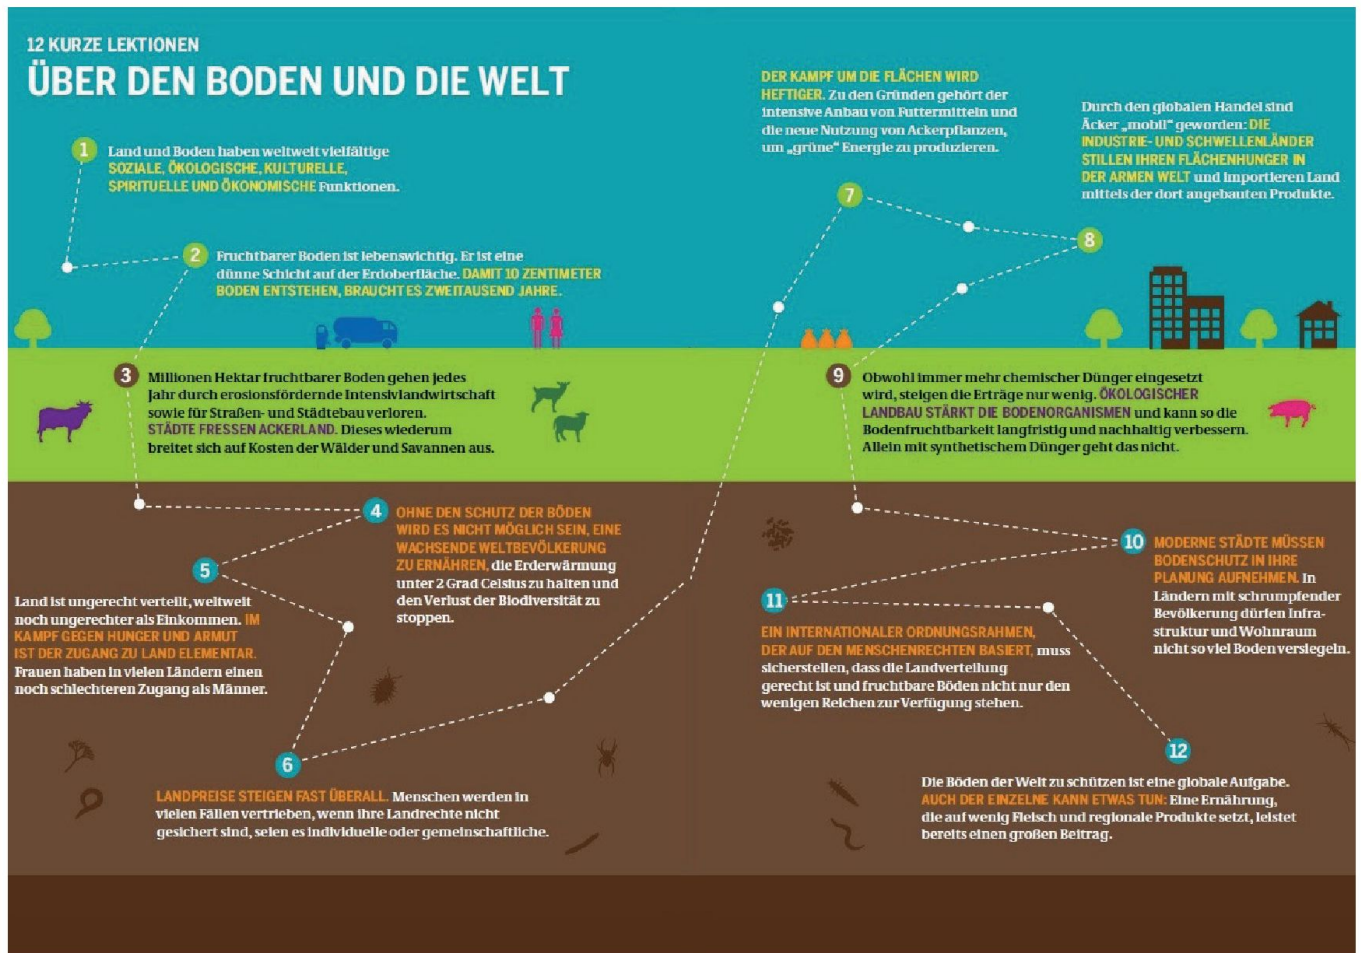 12 KURZE LEKTIONEN
ÜBER DEN BODEN UND DIE WELT
1
Land und Boden haben weltweit vielfältige
SOZIALE, ÖKOLOGISCHE, KULTURELLE,
SPIRITUELLE UND ÖKONOMISCHE Funktionen.
2
Fruchtbarer Boden ist lebenswichtig. Er ist eine
dünne Schicht auf der Erdoberfläche. DAMIT 10 ZENTIMETER
BODEN ENTSTEHEN, BRAUCHT ES ZWEITAUSEND JAHRE.
3
Millionen Hektar fruchtbarer Boden gehen jedes
Jahr durch erosionsfördernde Intensivlandwirtschaft
sowie für Straßen- und Städtebau verloren.
STÄDTE FRESSEN ACKERLAND. Dieses wiederum
breitet sich auf Kosten der Wälder und Savannen aus.
4
OHNE DEN SCHUTZ DER BÖDEN
WIRD ES NICHT MÖGLICH SEIN, EINE
WACHSENDE WELTBEVÖLKERUNG
ZU ERNÄHREN, die Erderwärmung
unter 2 Grad Celsius zu halten und
den Verlust der Biodiversität zu
stoppen.
5
Land ist ungerecht verteilt, weltweit
noch ungerechter als Einkommen. IM
KAMPF GEGEN HUNGER UND ARMUT
IST DER ZUGANG ZU LAND ELEMENTAR.
Frauen haben in vielen Ländern einen
noch schlechteren Zugang als Männer.
6
LANDPREISE STEIGEN FAST ÜBERALL. Menschen werden in
vielen Fällen vertrieben, wenn ihre Landrechte nicht
gesichert sind, seien es individuelle oder gemeinschaftliche.
DER KAMPF UM DIE FLÄCHEN WIRD
HEFTIGER. Zu den Gründen gehört der
intensive Anbau von Futtermitteln und
die neue Nutzung von Ackerpflanzen,
um „grüne“ Energie zu produzieren.
7
Durch den globalen Handel sind
Äcker „mobil“ geworden: DIE
INDUSTRIE- UND SCHWELLENLÄNDER
STILLEN IHREN FLÄCHENHUNGER IN
DER ARMEN WELT und importieren Land
mittels der dort angebauten Produkte.
8
9
Obwohl immer mehr chemischer Dünger eingesetzt
wird, steigen die Erträge nur wenig. ÖKOLOGISCHER
LANDBAU STÄRKT DIE BODENORGANISMEN und kann so die
Bodenfruchtbarkeit langfristig und nachhaltig verbessern.
Allein mit synthetischem Dünger geht das nicht.
10
MODERNE STÄDTE MÜSSEN
BODENSCHUTZ IN IHRE
PLANUNG AUFNEHMEN. In
Ländern mit schrumpfender
Bevölkerung dürfen Infra-
struktur und Wohnraum
nicht so viel Boden versiegeln.
11
EIN INTERNATIONALER ORDNUNGSRAHMEN,
DER AUF DEN MENSCHENRECHTEN BASIERT, muss
sicherstellen, dass die Landverteilung
gerecht ist und fruchtbare Böden nicht nur den
wenigen Reichen zur Verfügung stehen.
12
Die Böden der Welt zu schützen ist eine globale Aufgabe.
AUCH DER EINZELNE KANN ETWAS TUN: Eine Ernährung,
die auf wenig Fleisch und regionale Produkte setzt, leistet
bereits einen großen Beitrag.